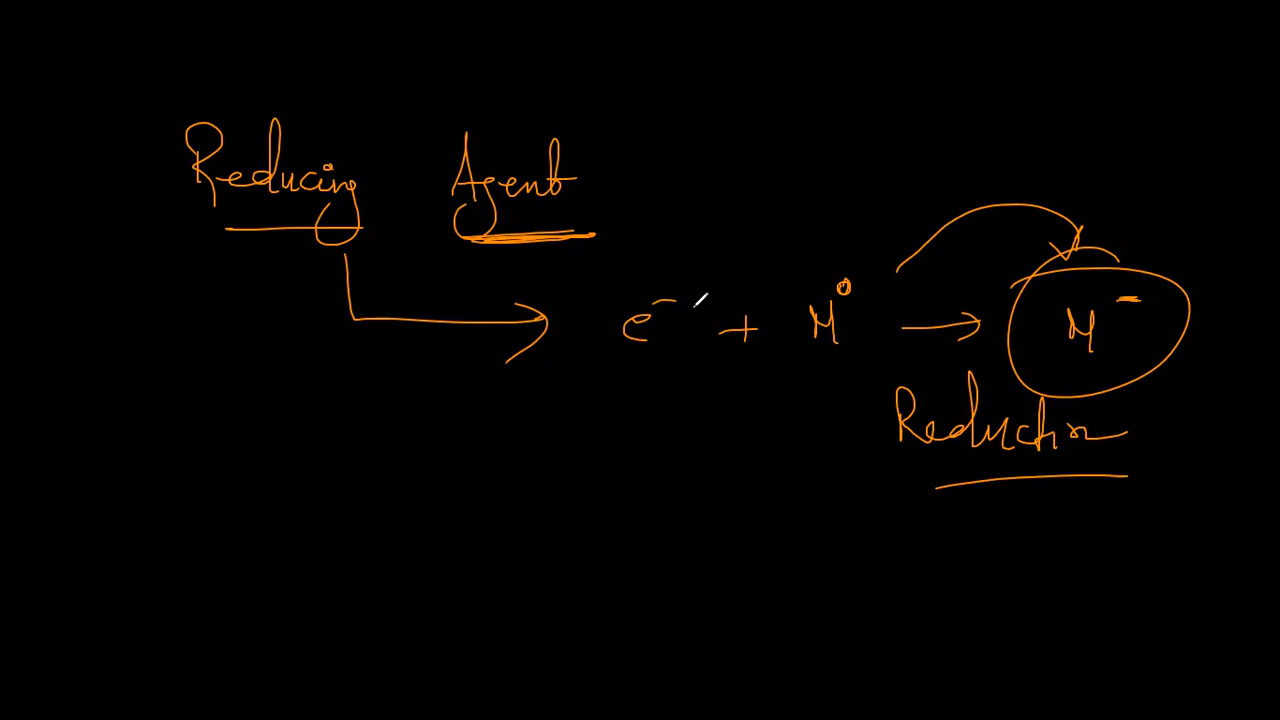 Reducing Agent
e⁻ + M⁰ → M⁻
Reduction